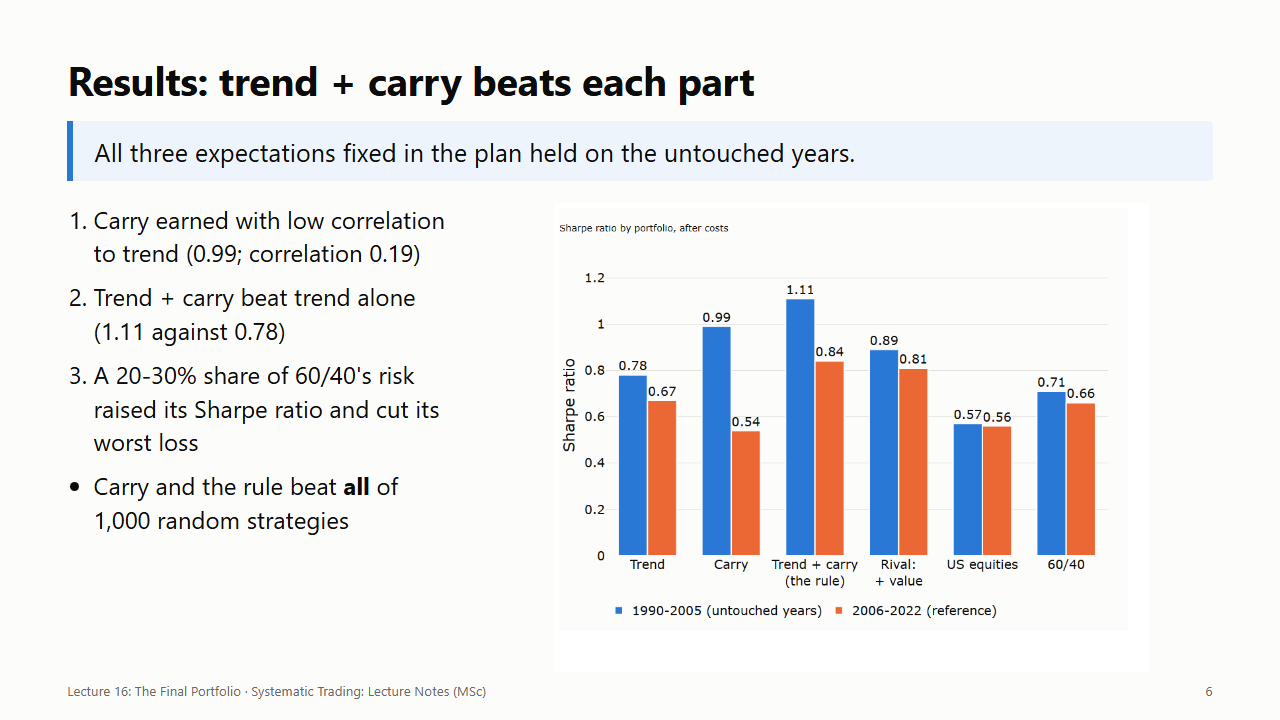 Results: trend + carry beats each part
All three expectations fixed in the plan held on the untouched years.
1. Carry earned with low correlation
to trend (0.99; correlation 0.19)
2. Trend + carry beat trend alone
(1.11 against 0.78)
3. A 20-30% share of 60/40's risk
raised its Sharpe ratio and cut its
worst loss
• Carry and the rule beat all of
1,000 random strategies
Sharpe ratio by portfolio, after costs
Sharpe ratio
1.2
1
0.8
0.6
0.4
0.2
0
0.78
0.67
0.99
0.54
1.11
0.84
0.89
0.81
0.57
0.56
0.71
0.66
Trend
Carry
Trend + carry
(the rule)
Rival:
+ value
US equities
60/40
1990-2005 (untouched years)
2006-2022 (reference)
Lecture 16: The Final Portfolio · Systematic Trading: Lecture Notes (MSc)
6